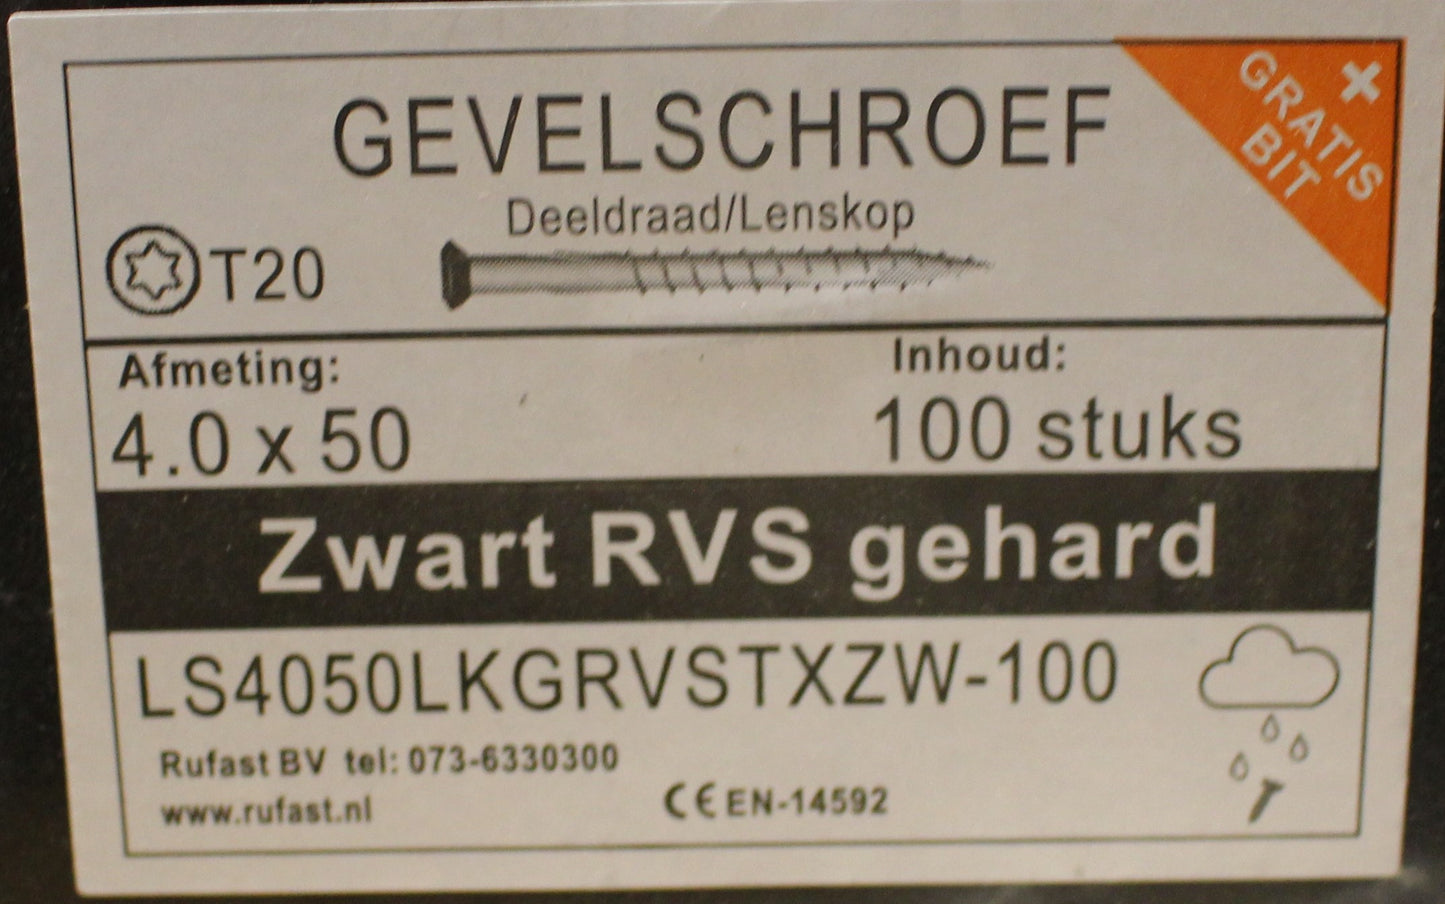 GEVELSCHROEF
+
GRATIS
BIT
Deeldraad/Lenskop
T20
Afmeting:
4.0 x 50
Inhoud:
100 stuks
Zwart RVS gehard
LS4050LKGRVSTXZW-100
Rufast BV tel: 073-6330300
www.rufast.nl
CE EN-14592